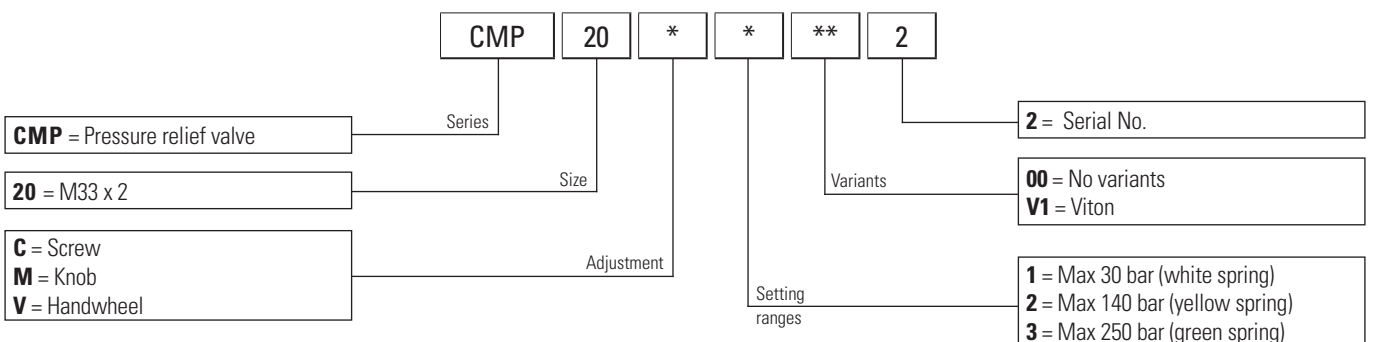 CMP 20 * * ** 2
Series
CMP = Pressure relief valve
2 = Serial No.
Size
20 = M33 x 2
Variants
00 = No variants
V1 = Viton
Adjustment
C = Screw
M = Knob
V = Handwheel
Setting
ranges
1 = Max 30 bar (white spring)
2 = Max 140 bar (yellow spring)
3 = Max 250 bar (green spring)